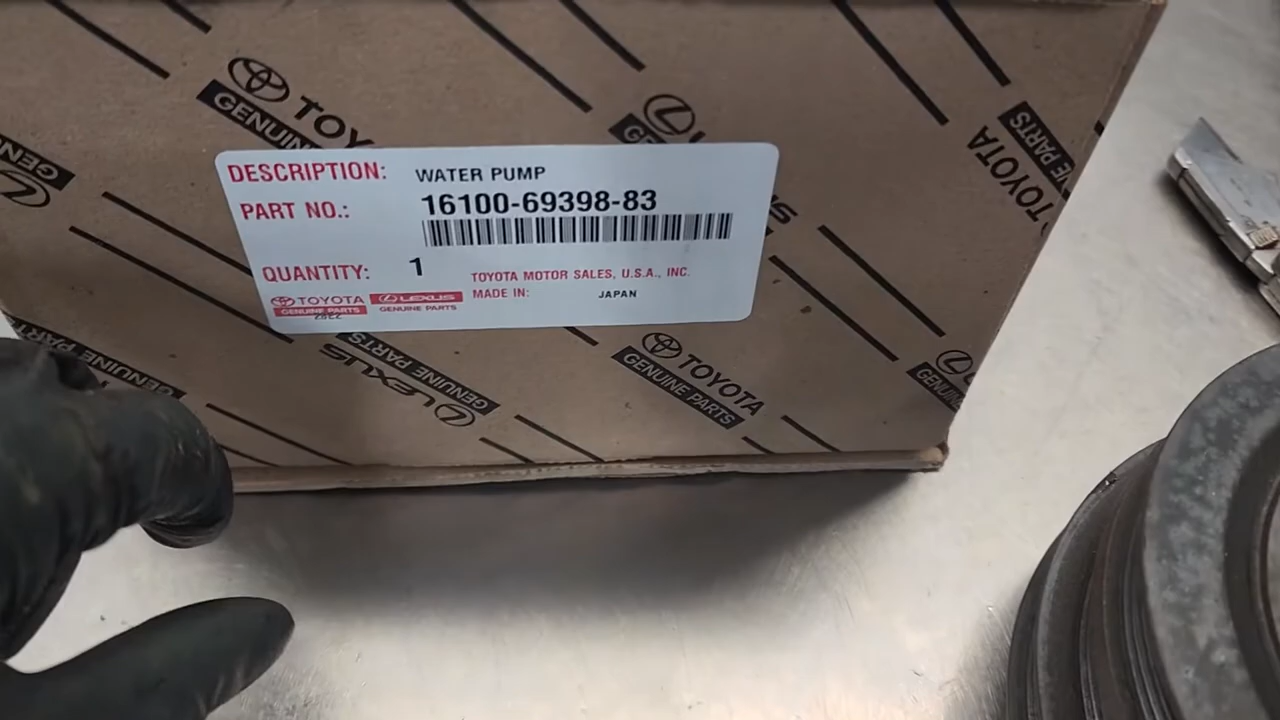 TOYOTA
GENUINE PARTS
DESCRIPTION: WATER PUMP
PART NO.: 16100-69398-83
QUANTITY: 1
TOYOTA MOTOR SALES, U.S.A., INC.
MADE IN: JAPAN
TOYOTA LEXUS
GENUINE PARTS GENUINE PARTS
LEXUS
GENUINE PARTS
TOYOTA
GENUINE PARTS
GENUINE PARTS